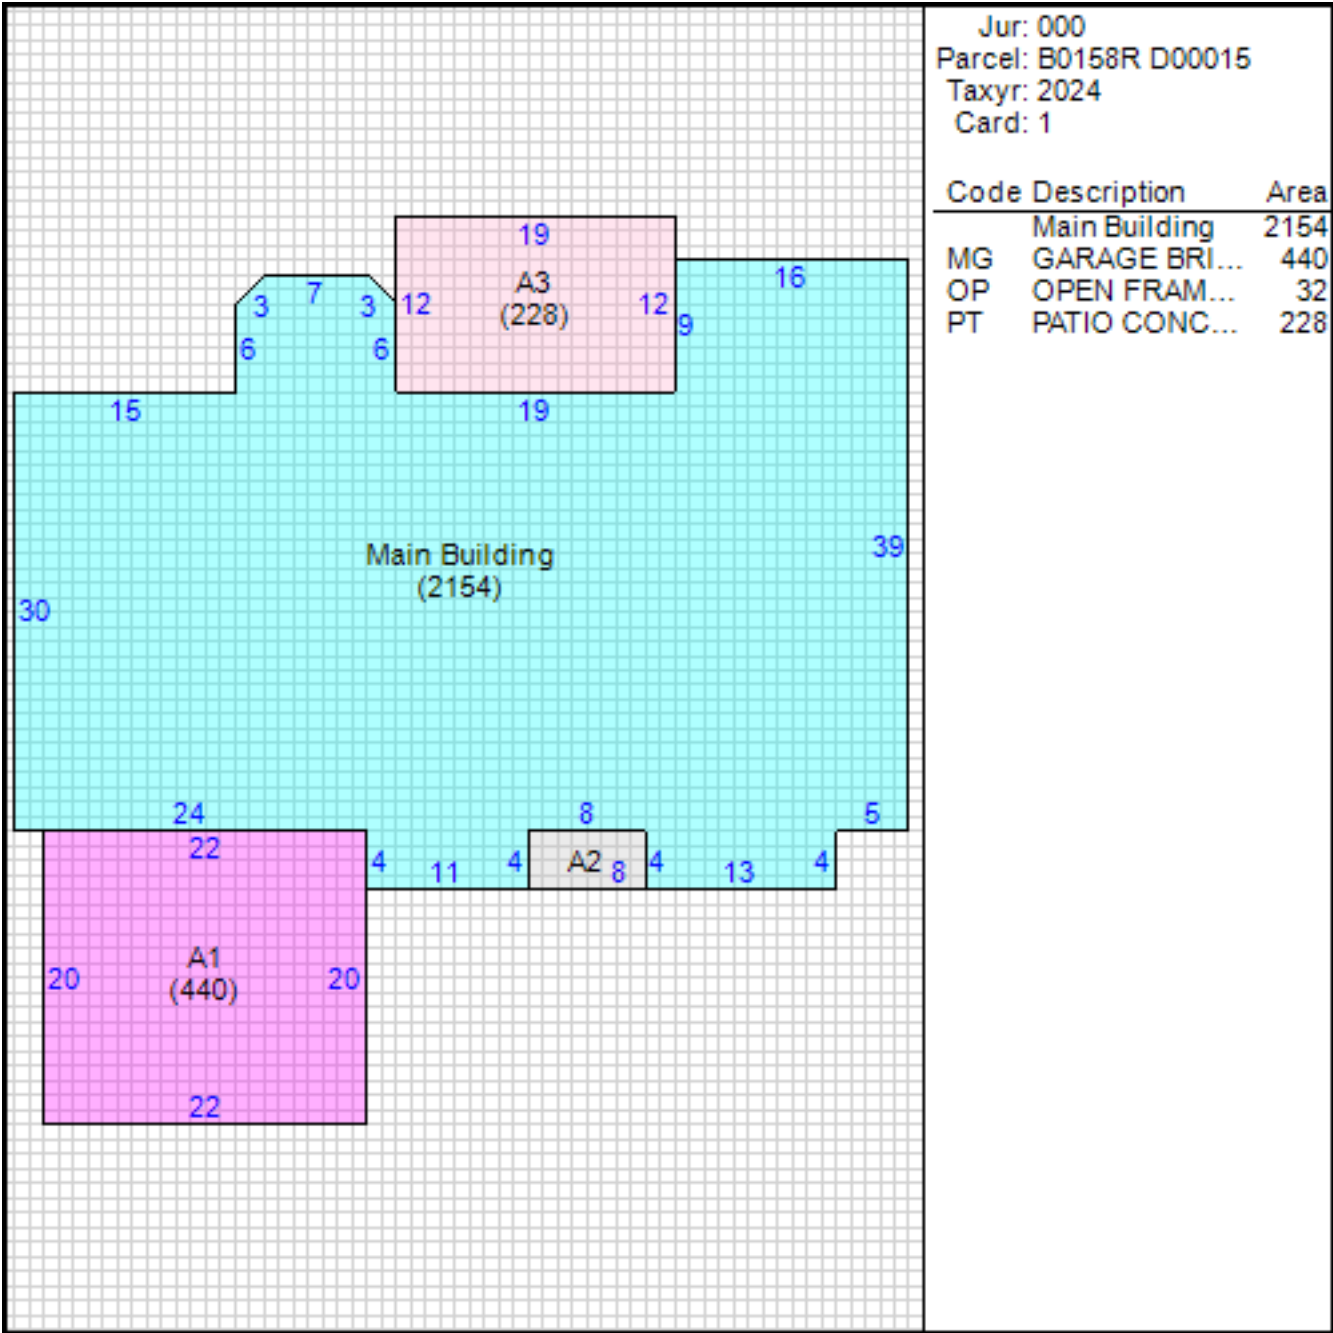 Jur: 000
Parcel: B0158R D00015
Taxyr: 2024
Card: 1
Code Description Area
Main Building 2154
MG GARAGE BRI... 440
OP OPEN FRAM... 32
PT PATIO CONC... 228
19
A3
(228)
12
12
16
9
3
7
3
6
6
15
19
Main Building
(2154)
39
30
24
8
5
22
4
11
4
A2
8
4
13
4
A1
(440)
20
20
22